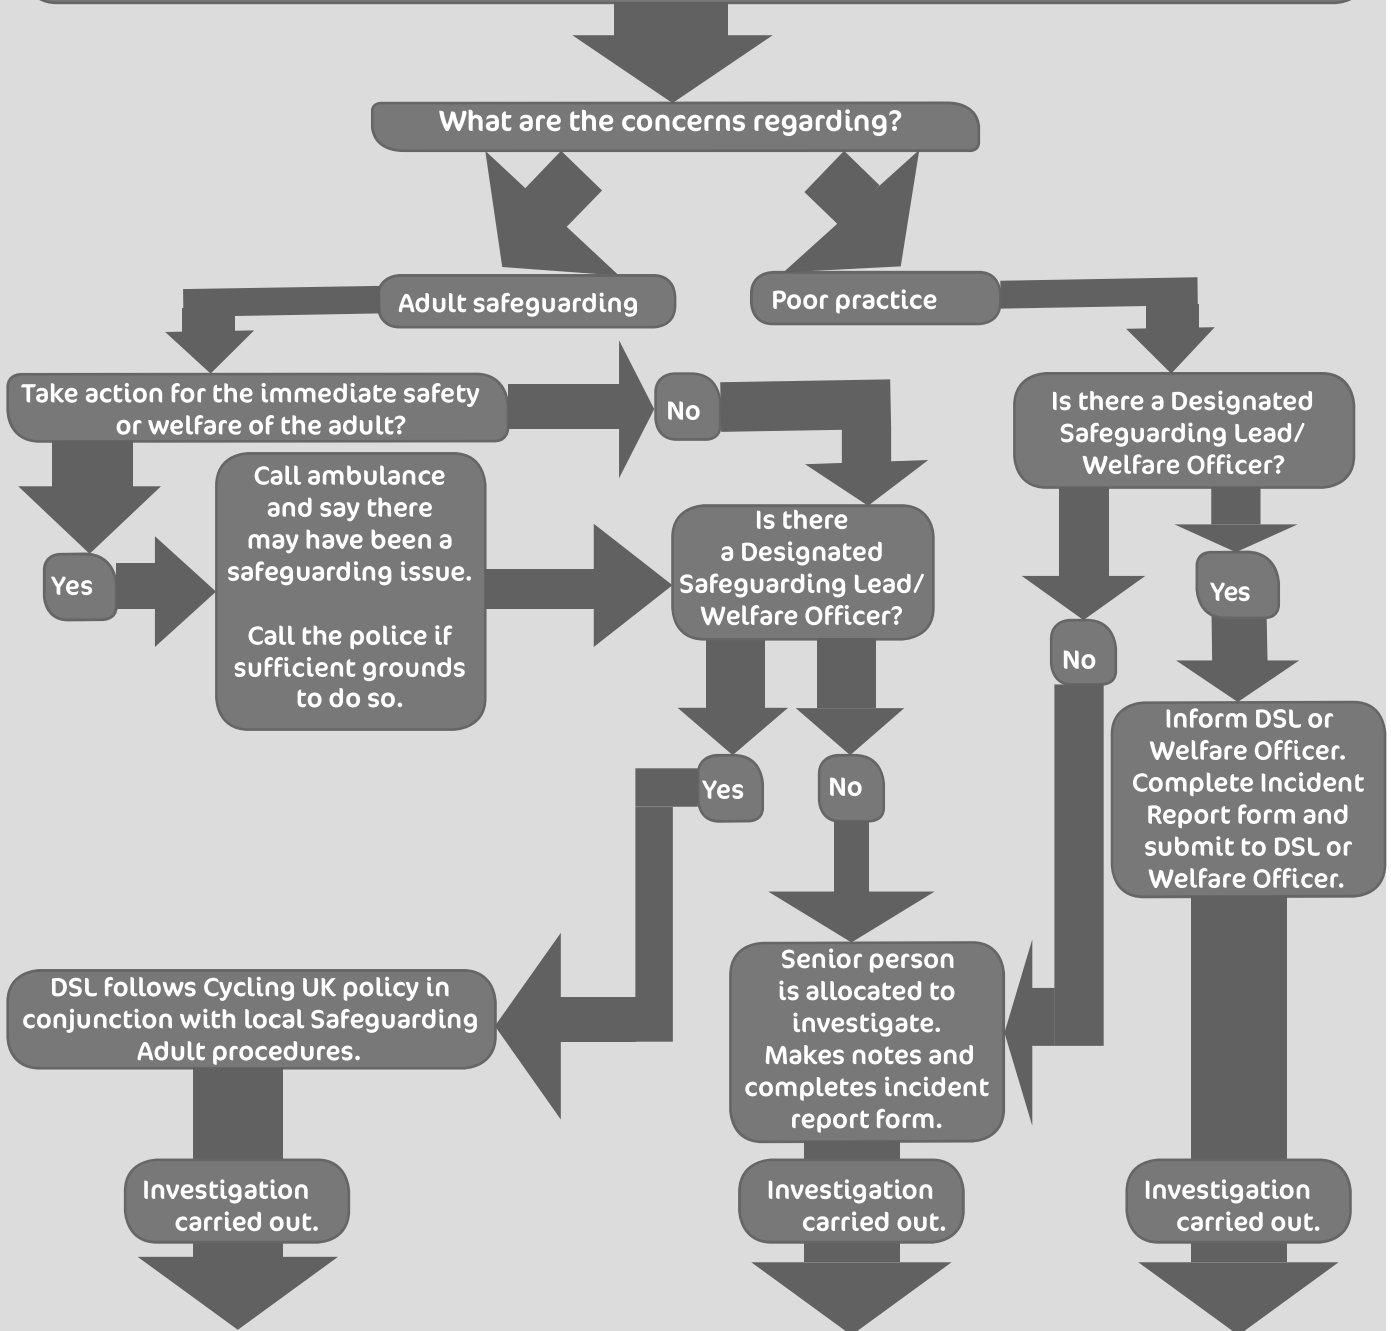 What are the concerns regarding?
Adult safeguarding
Poor practice
Take action for the immediate safety
or welfare of the adult?
No
Is there a Designated
Safeguarding Lead/
Welfare Officer?
Call ambulance
and say there
may have been a
safeguarding issue.
Call the police if
sufficient grounds
to do so.
Yes
Is there
a Designated
Safeguarding Lead/
Welfare Officer?
Yes
No
Inform DSL or
Welfare Officer.
Complete Incident
Report form and
submit to DSL or
Welfare Officer.
Yes
No
DSL follows Cycling UK policy in
conjunction with local Safeguarding
Adult procedures.
Senior person
is allocated to
investigate.
Makes notes and
completes incident
report form.
Investigation
carried out.
Investigation
carried out.
Investigation
carried out.